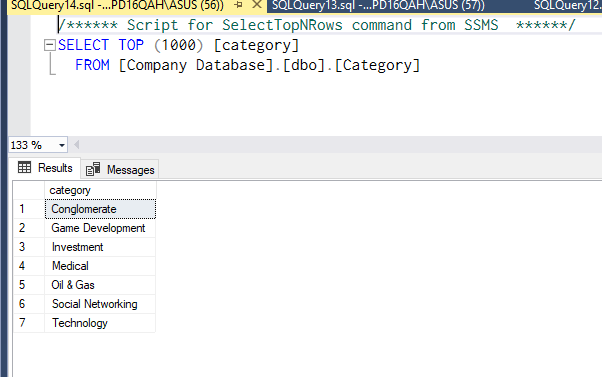 SQLQuery14.sql -...PD16QAH\ASUS (56)) SQLQuery13.sql -...PD16QAH\ASUS (57)) SQLQuery12.
/****** Script for SelectTopNRows command from SSMS ******/
SELECT TOP (1000) [category]
FROM [Company Database].[dbo].[Category]
133 %
Results Messages
category
1 Conglomerate
2 Game Development
3 Investment
4 Medical
5 Oil & Gas
6 Social Networking
7 Technology